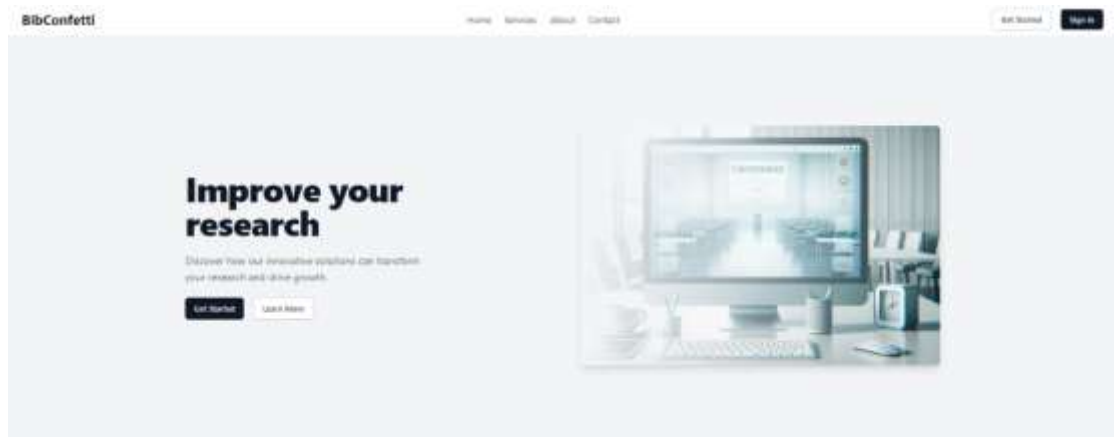 BibConfetti
Home Services About Contact
Get Started Sign In
Improve your
research
Discover how our innovative solutions can transform
your research and drive growth.
Get Started Learn More